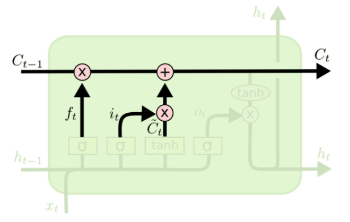 h_t
C_{t-1} x + C_t
tanh
f_t i_t x o_t x
C̃_t
σ σ tanh σ
h_{t-1} h_t
x_t